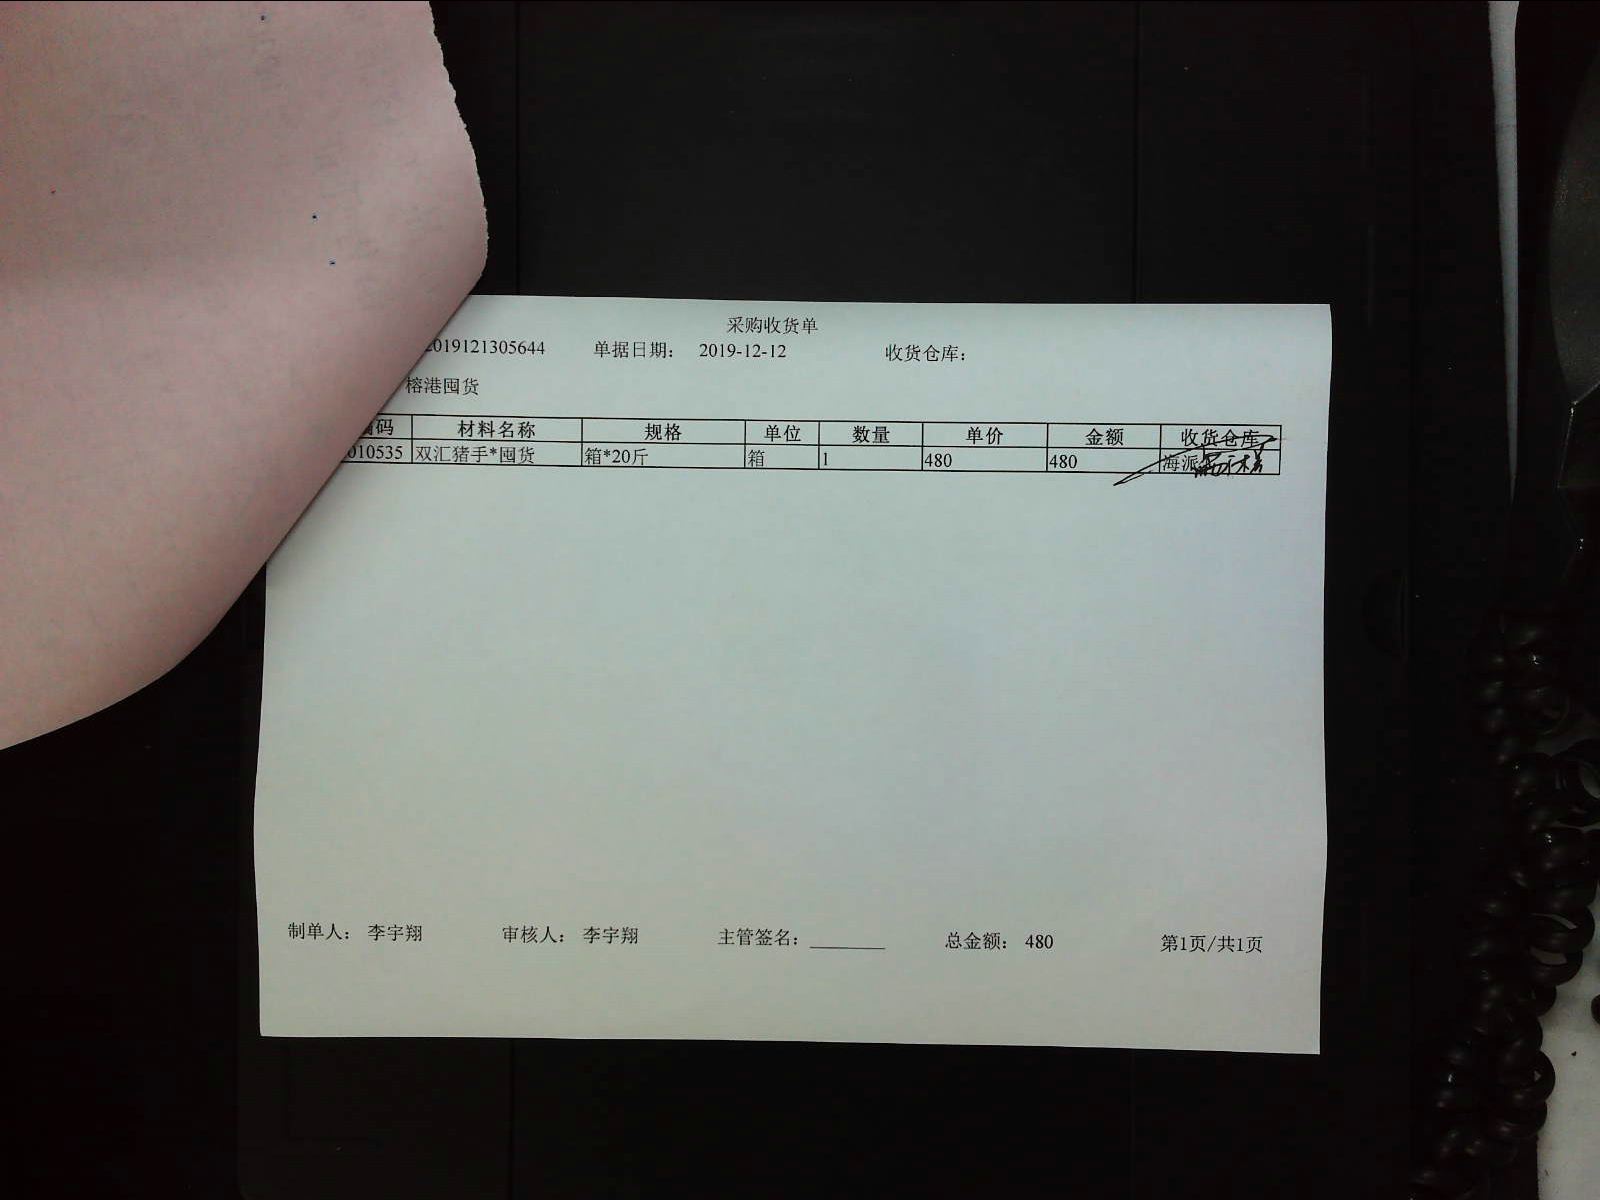 采购收货单
2019121305644 单据日期: 2019-12-12 收货仓库:
榕港囤货
编码 材料名称 规格 单位 数量 单价 金额 收货仓库
010535 双汇猪手*囤货 箱*20斤 箱 1 480 480 海派
制单人: 李宇翔 审核人: 李宇翔 主管签名: 总金额: 480 第1页/共1页